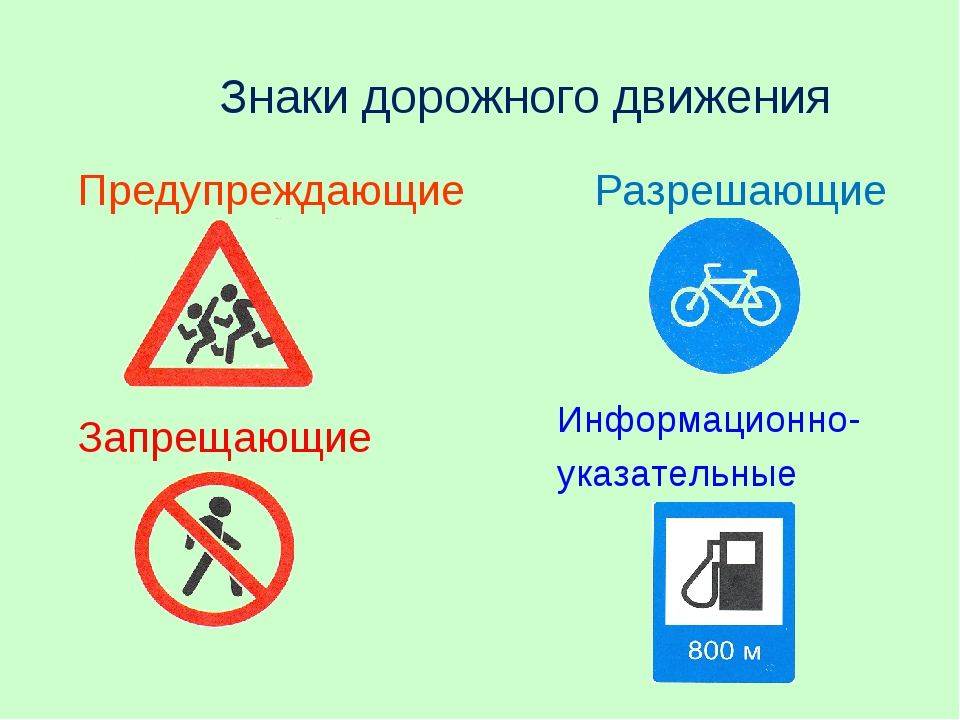 Знаки дорожного движения
Предупреждающие
Разрешающие
Запрещающие
Информационно-
указательные
800 м